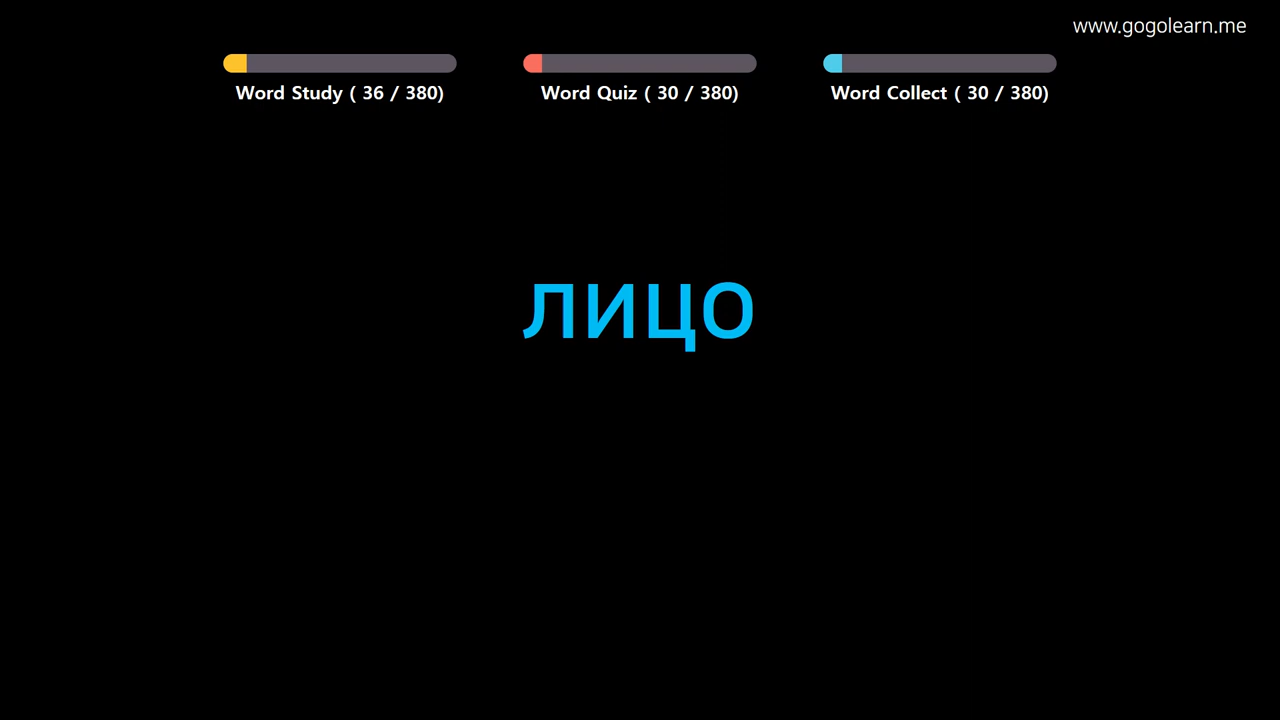 www.gogolearn.me
Word Study ( 36 / 380)
Word Quiz ( 30 / 380)
Word Collect ( 30 / 380)
лицо